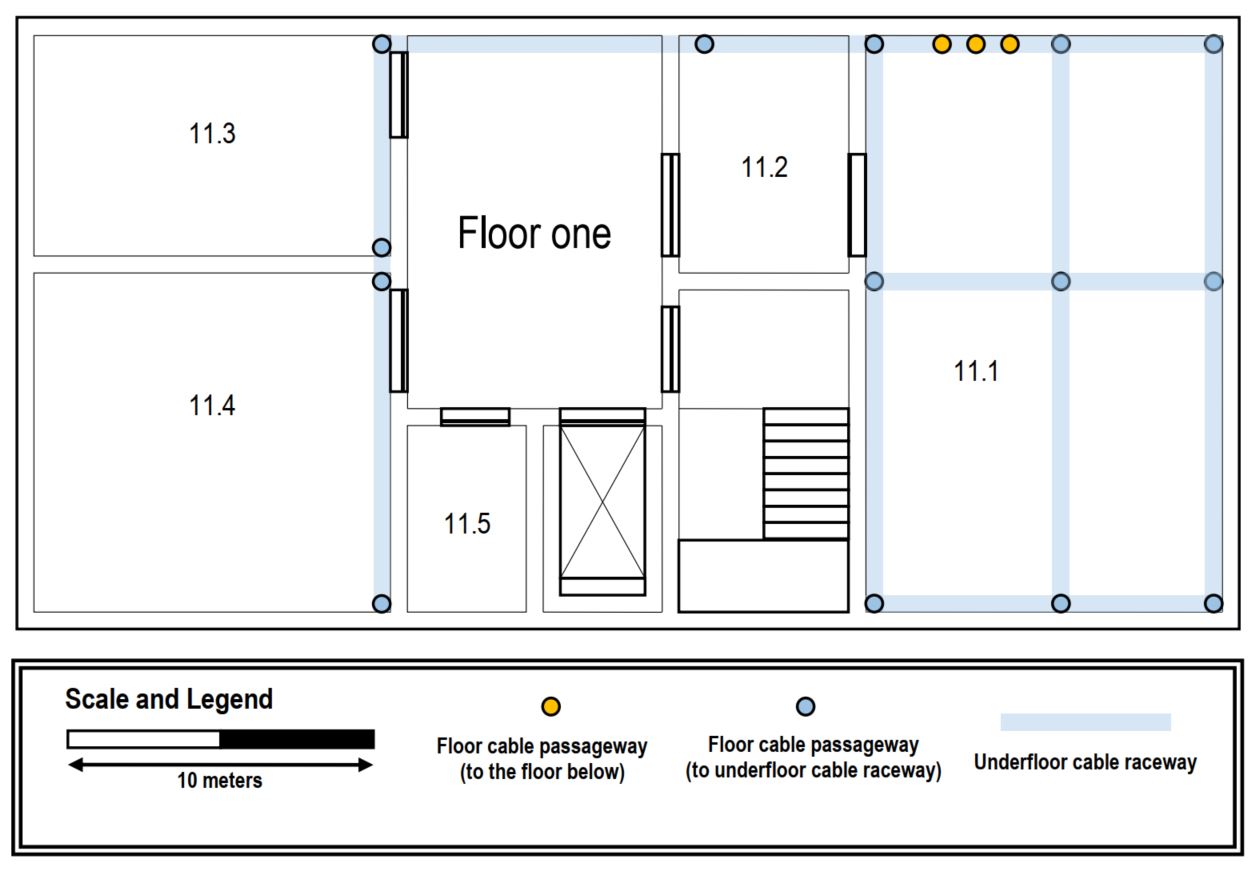 11.3
11.2
Floor one
11.1
11.4
11.5
Scale and Legend
10 meters
Floor cable passageway
(to the floor below)
Floor cable passageway
(to underfloor cable raceway)
Underfloor cable raceway